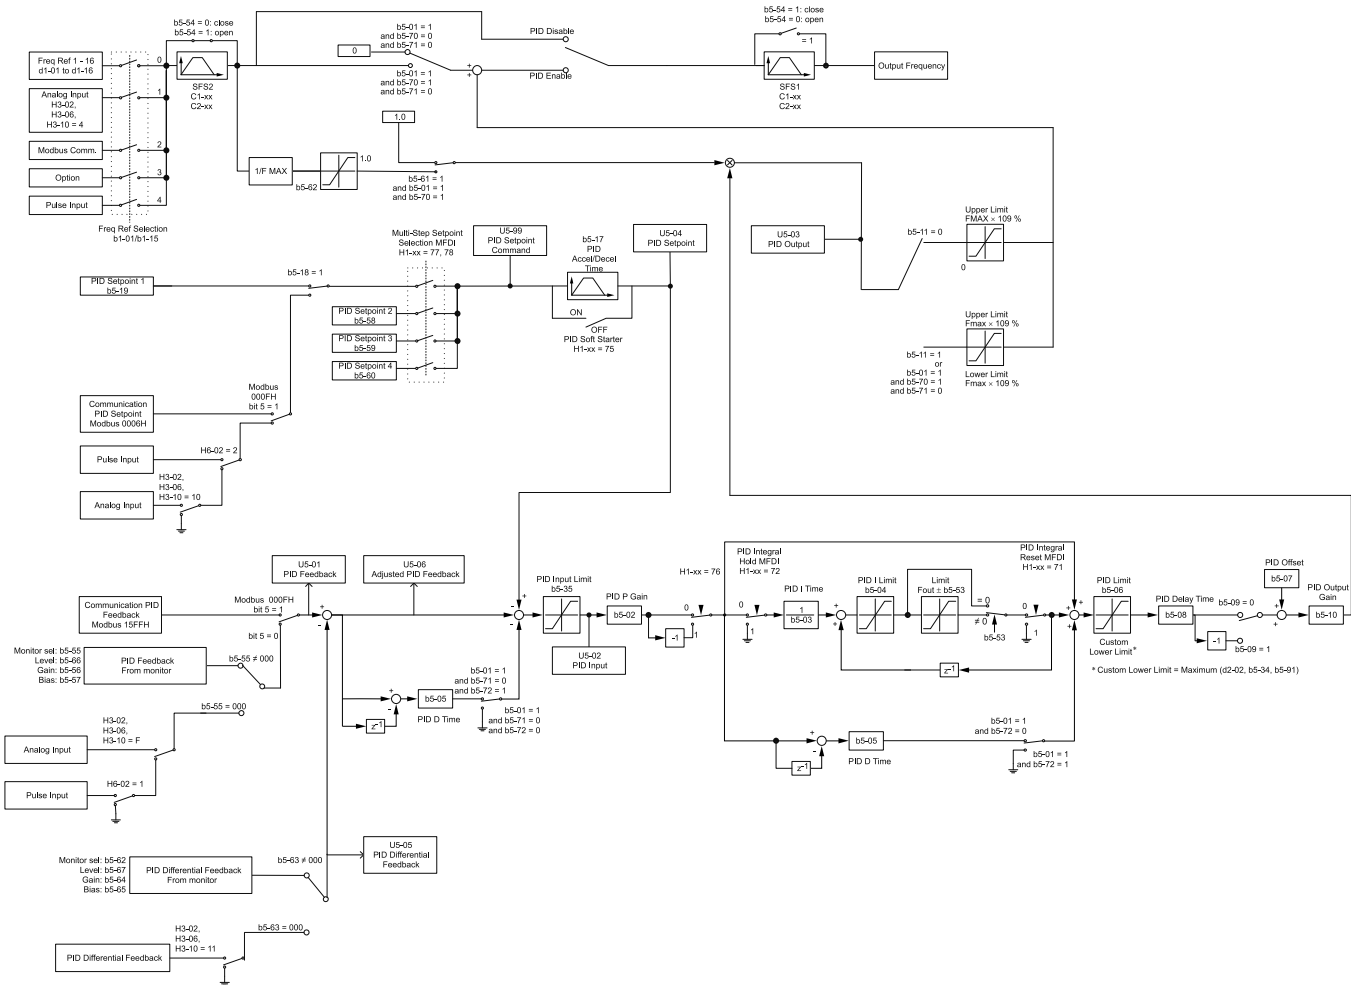 b5-54 = 0: close
b5-54 = 1: open
Freq Ref 1 - 16
d1-01 to d1-16
0
SFS2
C1-xx
C2-xx
Analog Input
H3-02,
H3-06,
H3-10 = 4
1
Modbus Comm.
2
Option
3
Pulse Input
4
Freq Ref Selection
b1-01/b1-15
b5-01 = 1
and b5-70 = 0
and b5-71 = 0
0
b5-01 = 1
and b5-70 = 1
and b5-71 = 0
+
+
PID Disable
PID Enable
b5-54 = 1: close
b5-54 = 0: open
= 1
SFS1
C1-xx
C2-xx
Output Frequency
1.0
1/F MAX
b5-62
1.0
b5-61 = 1
and b5-01 = 1
and b5-70 = 1
U5-03
PID Output
b5-11 = 0
Upper Limit
FMAX × 109 %
0
Upper Limit
Fmax × 109 %
b5-11 = 1
or
b5-01 = 1
and b5-70 = 1
and b5-71 = 0
Lower Limit
Fmax × 109 %
PID Setpoint 1
b5-19
b5-18 = 1
Multi-Step Setpoint
Selection MFDI
H1-xx = 77, 78
U5-99
PID Setpoint
Command
b5-17
PID
Accel/Decel
Time
U5-04
PID Setpoint
PID Setpoint 2
b5-58
PID Setpoint 3
b5-59
PID Setpoint 4
b5-60
ON
OFF
PID Soft Starter
H1-xx = 75
Communication
PID Setpoint
Modbus 0006H
Modbus
000FH
bit 5 = 1
Pulse Input
H6-02 = 2
Analog Input
H3-02,
H3-06,
H3-10 = 10
U5-01
PID Feedback
U5-06
Adjusted PID Feedback
Communication PID
Feedback
Modbus 15FFH
Modbus 000FH
bit 5 = 1
bit 5 = 0
+
-
Monitor sel: b5-55
Level: b5-66
Gain: b5-56
Bias: b5-57
PID Feedback
From monitor
b5-55 ≠ 000
b5-55 = 000
Analog Input
H3-02,
H3-06,
H3-10 = F
Pulse Input
H6-02 = 1
+
-
z-1
b5-05
PID D Time
b5-01 = 1
and b5-71 = 0
and b5-72 = 1
b5-01 = 1
and b5-71 = 0
and b5-72 = 0
-
-
+
PID Input Limit
b5-35
U5-02
PID Input
PID P Gain
b5-02
-1
H1-xx = 76
0
1
PID Integral
Hold MFDI
H1-xx = 72
0
1
PID I Time
1
b5-03
+
+
PID I Limit
b5-04
Limit
Fout ± b5-53
= 0
≠ 0
b5-53
z-1
PID Integral
Reset MFDI
H1-xx = 71
0
1
+
+
+
PID Limit
b5-06
Custom
Lower Limit*
PID Delay Time
b5-08
b5-09 = 0
-1
b5-09 = 1
PID Offset
b5-07
+
+
PID Output
Gain
b5-10
* Custom Lower Limit = Maximum (d2-02, b5-34, b5-91)
+
-
z-1
b5-05
PID D Time
b5-01 = 1
and b5-72 = 0
b5-01 = 1
and b5-72 = 1
U5-05
PID Differential
Feedback
Monitor sel: b5-62
Level: b5-67
Gain: b5-64
Bias: b5-65
PID Differential Feedback
From monitor
b5-63 ≠ 000
PID Differential Feedback
H3-02,
H3-06,
H3-10 = 11
b5-63 = 000